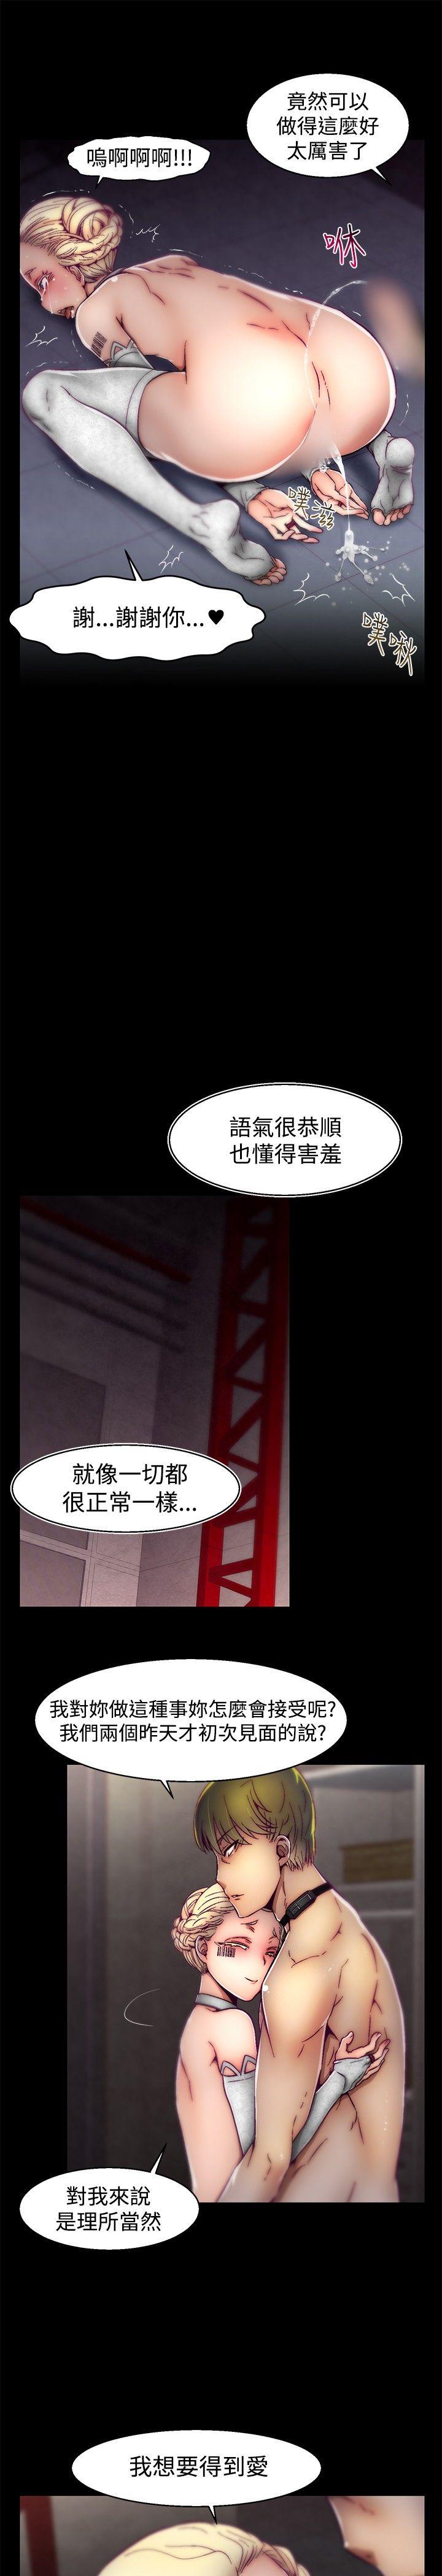 竟然可以
做得這麼好
太厲害了
嗚啊啊啊!!!
咻
噗滋
謝...謝謝你...♥
噗啾
語氣很恭順
也懂得害羞
就像一切都
很正常一樣...
我對妳做這種事妳怎麼會接受呢?
我們兩個昨天才初次見面的說?
對我來說
是理所當然
我想要得到愛